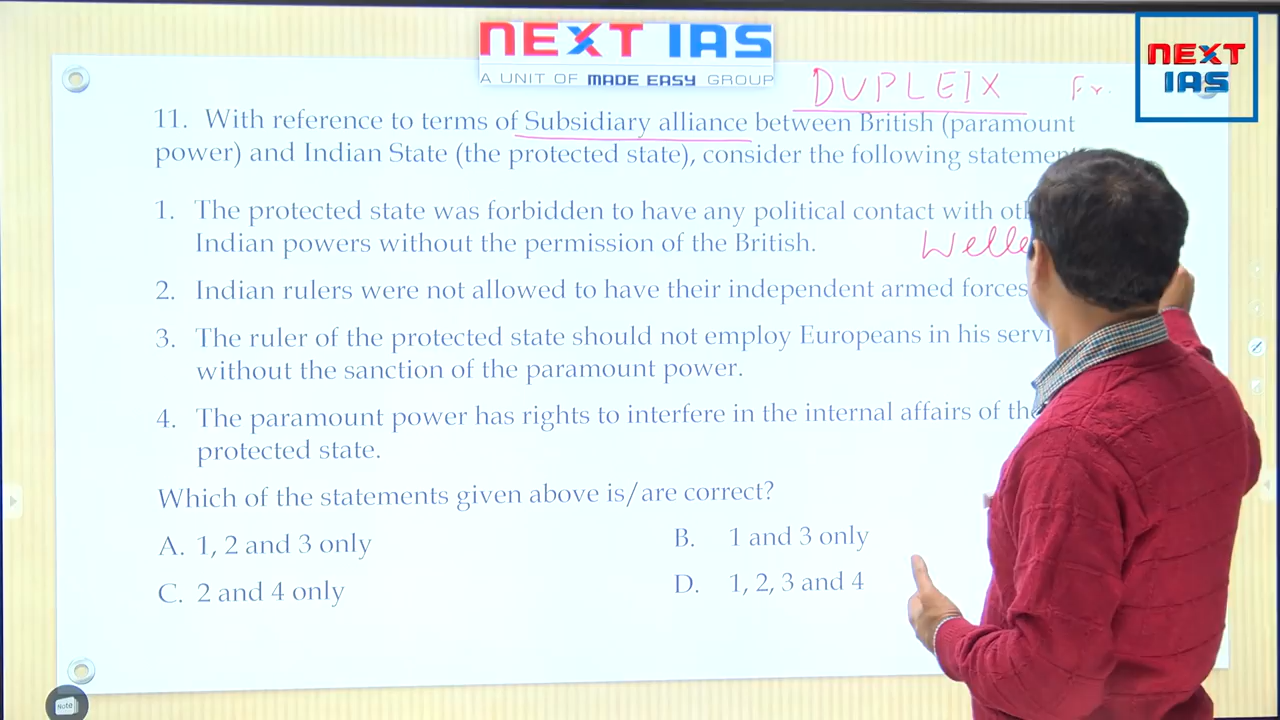 NEXT IAS
A UNIT OF MADE EASY GROUP
NEXT
IAS
DUPLEIX Fr.
11. With reference to terms of Subsidiary alliance between British (paramount
power) and Indian State (the protected state), consider the following
1. The protected state was forbidden to have any political contact with
Indian powers without the permission of the British.
2. Indian rulers were not allowed to have their independent armed forces
3. The ruler of the protected state should not employ Europeans in his
without the sanction of the paramount power.
4. The paramount power has rights to interfere in the internal affairs of
protected state.
Which of the statements given above is/are correct?
A. 1, 2 and 3 only
B. 1 and 3 only
C. 2 and 4 only
D. 1, 2, 3 and 4